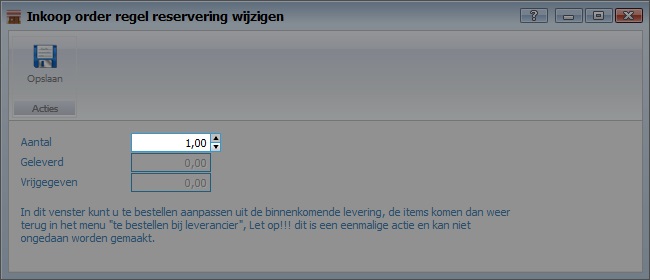 Inkoop order regel reservering wijzigen
?
Opslaan
Acties
Aantal 1,00
Geleverd 0,00
Vrijgegeven 0,00
In dit venster kunt u te bestellen aanpassen uit de binnenkomende levering, de items komen dan weer
terug in het menu "te bestellen bij leverancier", Let op!!! dit is een eenmalige actie en kan niet
ongedaan worden gemaakt.